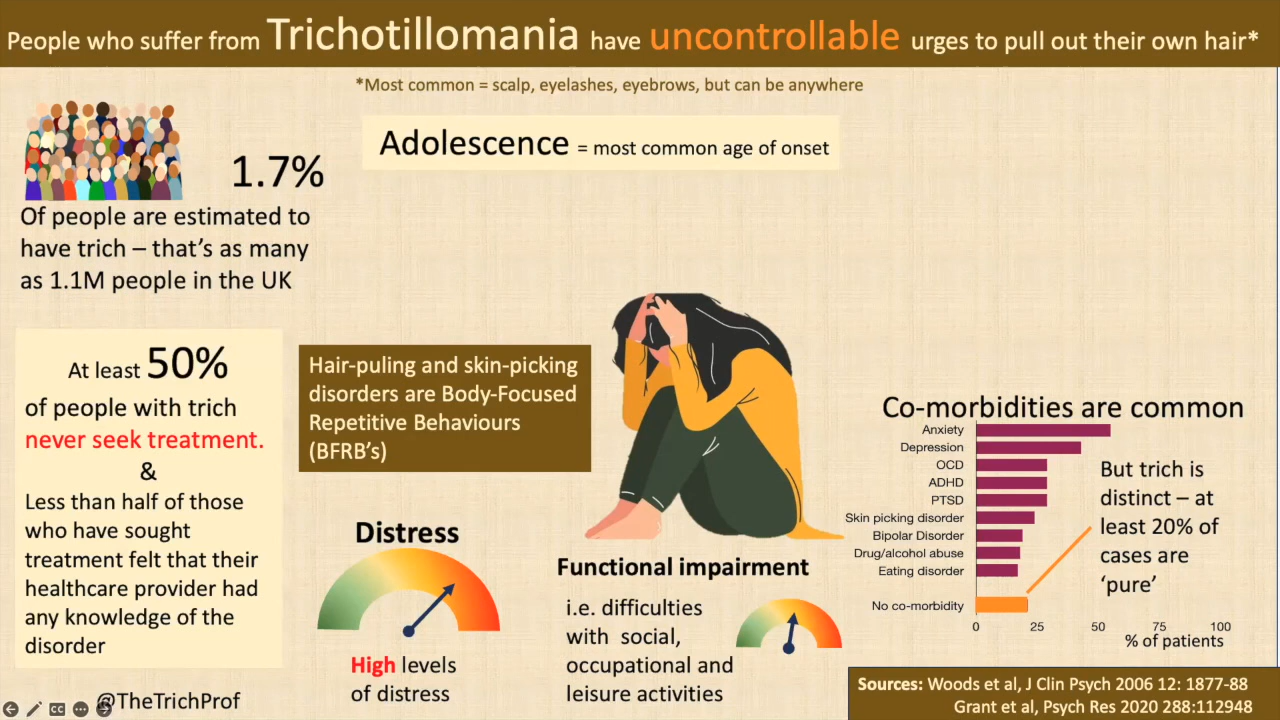 People who suffer from Trichotillomania have uncontrollable urges to pull out their own hair*
*Most common = scalp, eyelashes, eyebrows, but can be anywhere
Adolescence = most common age of onset
1.7%
Of people are estimated to
have trich – that's as many
as 1.1M people in the UK
At least 50%
of people with trich
never seek treatment.
&
Less than half of those
who have sought
treatment felt that their
healthcare provider had
any knowledge of the
disorder
Hair-puling and skin-picking
disorders are Body-Focused
Repetitive Behaviours
(BFRB's)
Distress
High levels
of distress
Functional impairment
i.e. difficulties
with social,
occupational and
leisure activities
Co-morbidities are common
Anxiety
Depression
OCD
ADHD
PTSD
Skin picking disorder
Bipolar Disorder
Drug/alcohol abuse
Eating disorder
No co-morbidity
0 25 50 75 100
% of patients
But trich is
distinct – at
least 20% of
cases are
'pure'
Sources: Woods et al, J Clin Psych 2006 12: 1877-88
Grant et al, Psych Res 2020 288:112948
CC
@TheTrichProf